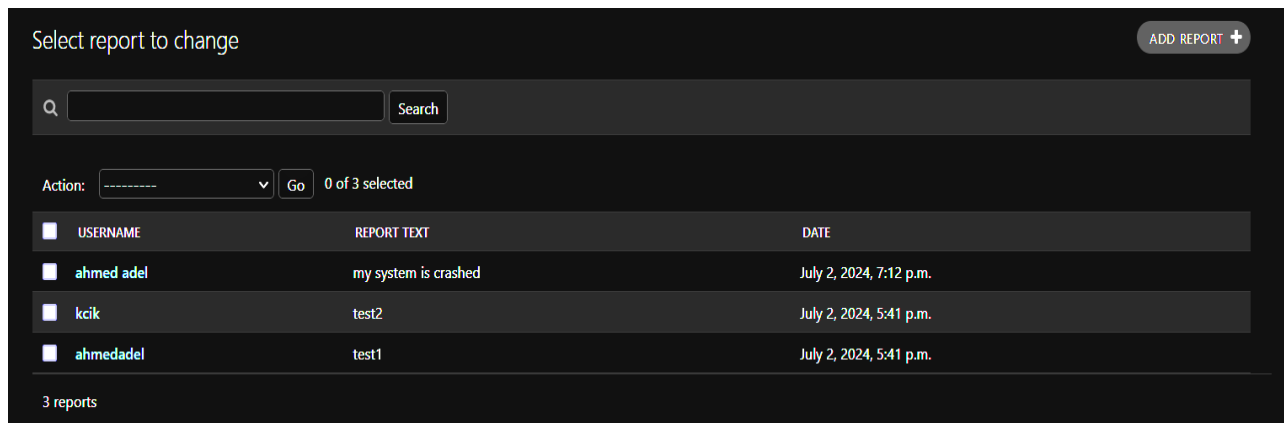 Select report to change
ADD REPORT +
Search
Action: --------- Go 0 of 3 selected
USERNAME REPORT TEXT DATE
ahmed adel my system is crashed July 2, 2024, 7:12 p.m.
kcik test2 July 2, 2024, 5:41 p.m.
ahmedadel test1 July 2, 2024, 5:41 p.m.
3 reports